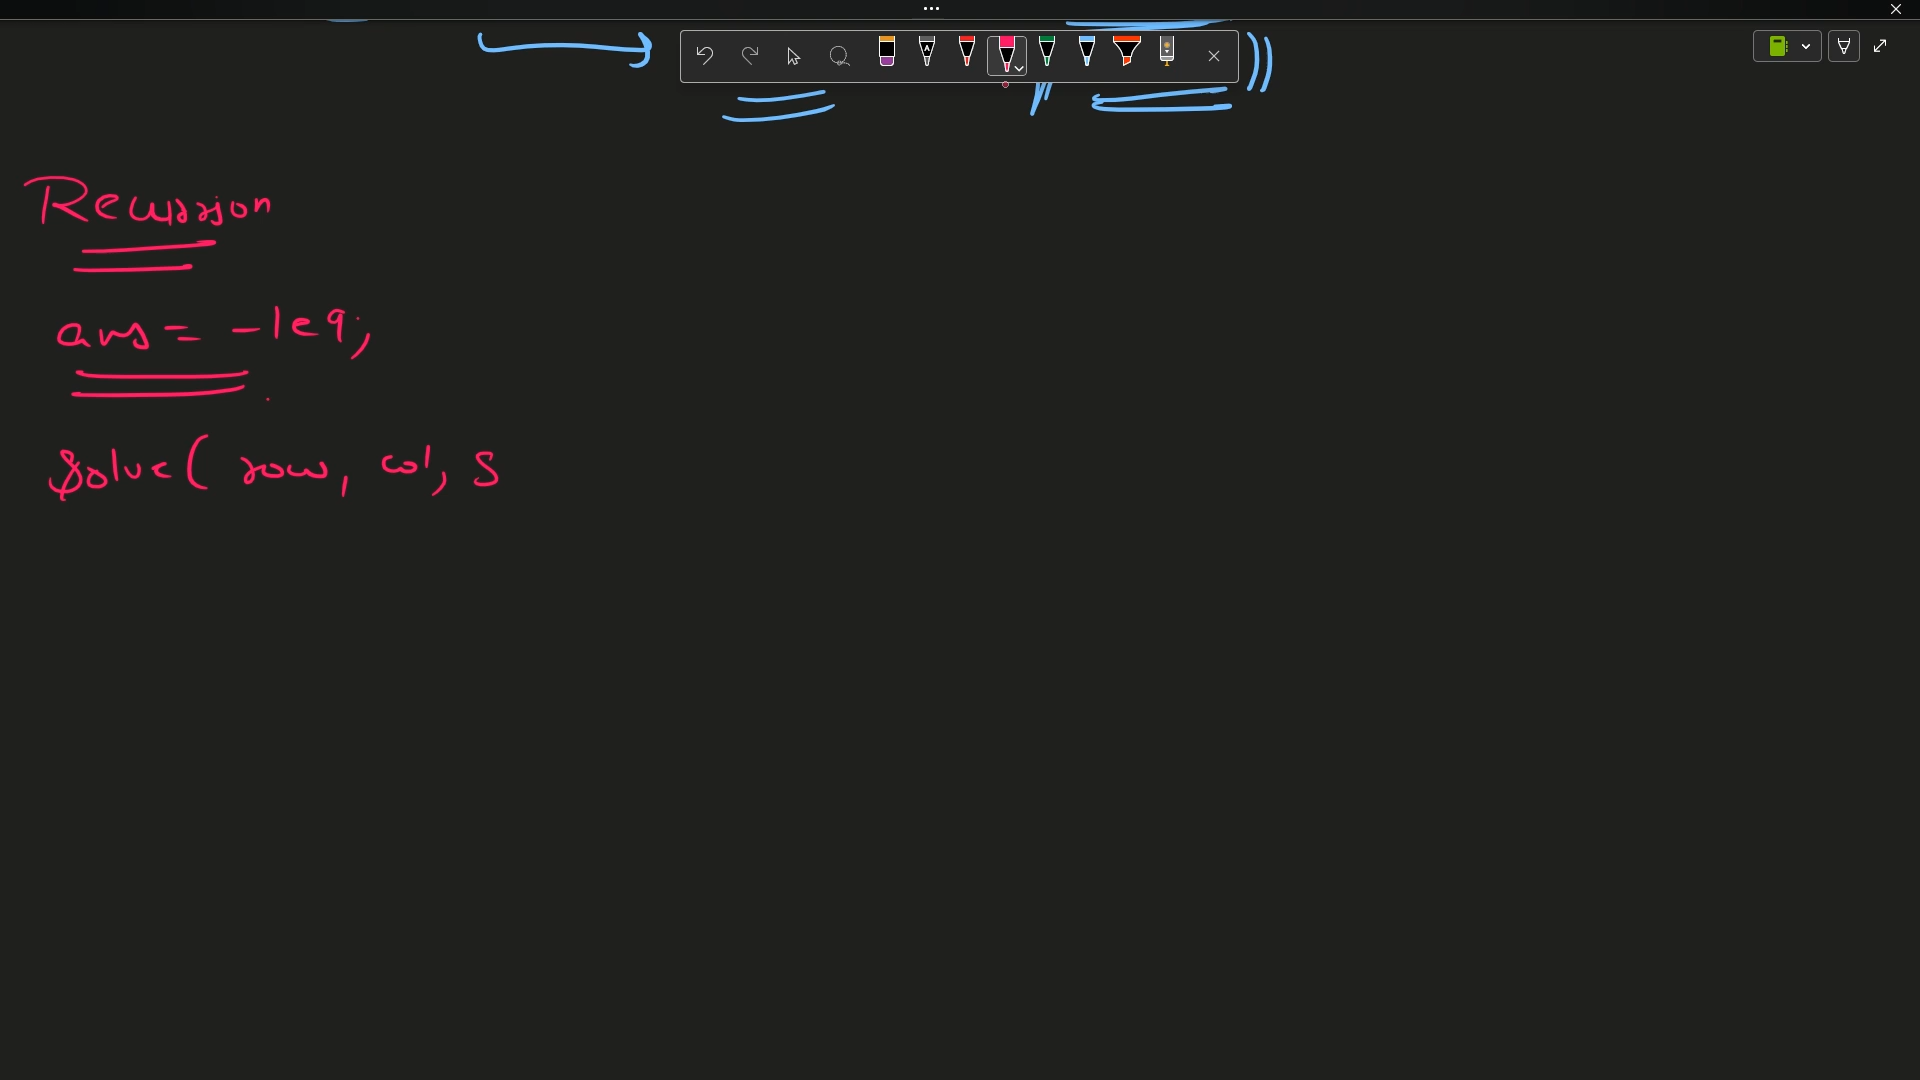 Recursion
ans = -1e9;
Solve( row, col, S